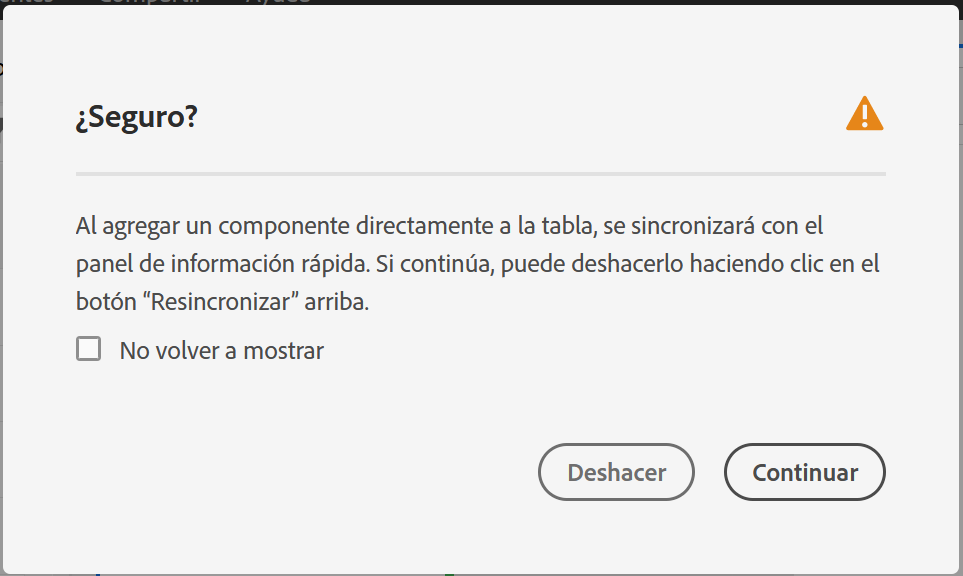 ¿Seguro?
Al agregar un componente directamente a la tabla, se sincronizará con el
panel de información rápida. Si continúa, puede deshacerlo haciendo clic en el
botón “Resincronizar” arriba.
No volver a mostrar
Deshacer
Continuar